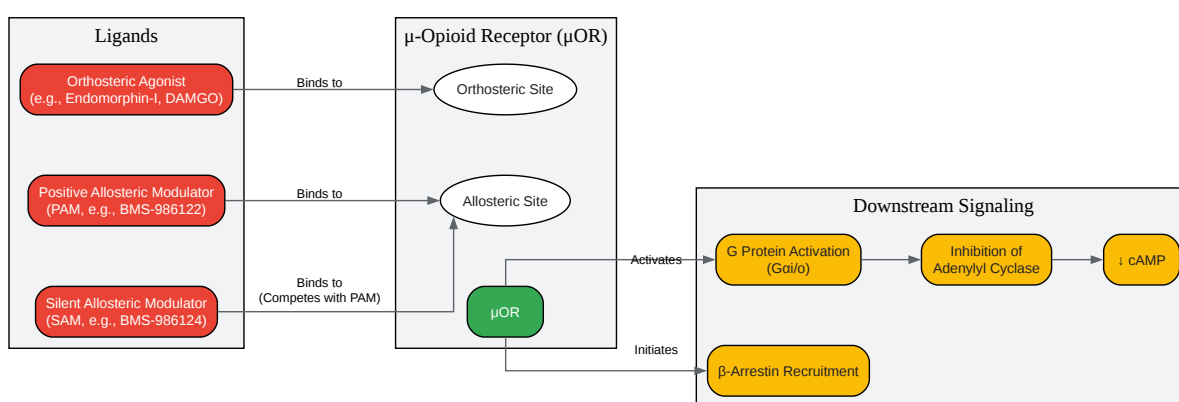 Ligands
Orthosteric Agonist
(e.g., Endomorphin-I, DAMGO)
Positive Allosteric Modulator
(PAM, e.g., BMS-986122)
Silent Allosteric Modulator
(SAM, e.g., BMS-986124)
Binds to
Binds to
Binds to
(Competes with PAM)
μ-Opioid Receptor (μOR)
Orthosteric Site
Allosteric Site
μOR
Activates
Initiates
Downstream Signaling
G Protein Activation
(Gαi/o)
Inhibition of
Adenylyl Cyclase
↓ cAMP
β-Arrestin Recruitment